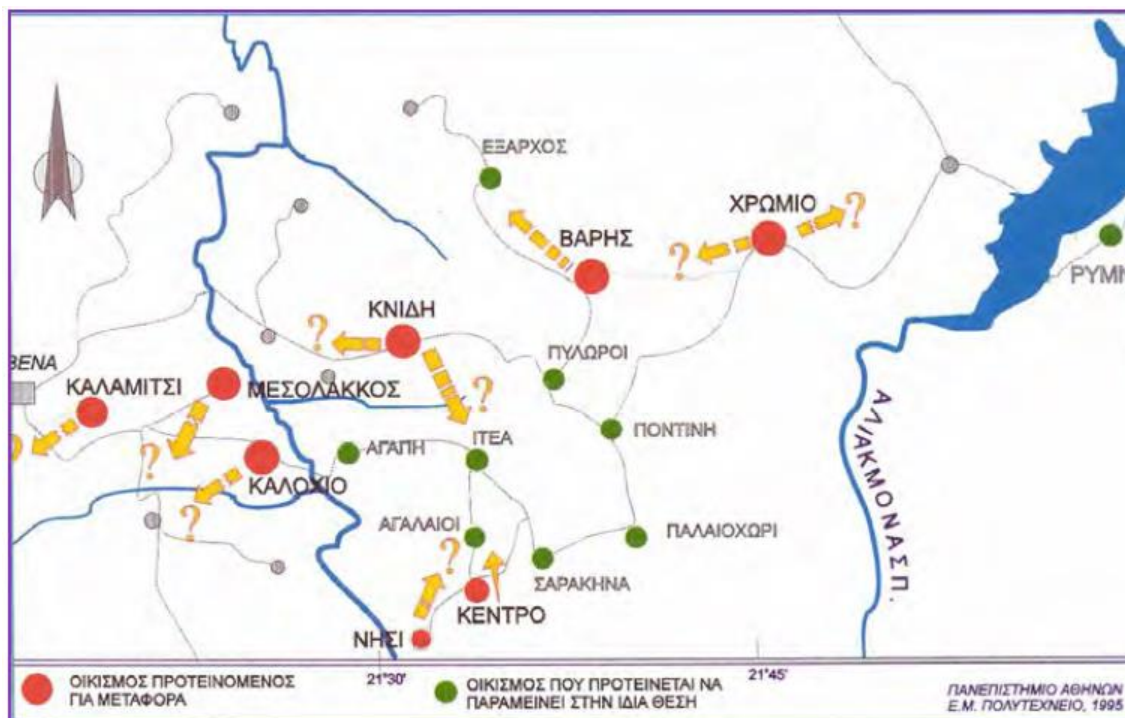 ΕΞΑΡΧΟΣ
ΧΡΩΜΙΟ
?
ΒΑΡΗΣ
?
ΡΥΜΝ
ΚΝΙΔΗ
?
ΠΥΛΩΡΟΙ
ΒΕΝΑ
ΚΑΛΑΜΙΤΣΙ
ΜΕΣΟΛΑΚΚΟΣ
?
ΠΟΝΤΙΝΗ
ΑΛΙΑΚΜΟΝΑΣ Π.
?
ΑΓΑΠΗ
ΙΤΕΑ
?
ΚΑΛΟΧΙΟ
?
ΑΓΑΛΑΙΟΙ
ΠΑΛΑΙΟΧΩΡΙ
?
ΣΑΡΑΚΗΝΑ
ΚΕΝΤΡΟ
ΝΗΣΙ
21°30'
21°45'
ΟΙΚΙΣΜΟΣ ΠΡΟΤΕΙΝΟΜΕΝΟΣ
ΓΙΑ ΜΕΤΑΦΟΡΑ
ΟΙΚΙΣΜΟΣ ΠΟΥ ΠΡΟΤΕΙΝΕΤΑΙ ΝΑ
ΠΑΡΑΜΕΙΝΕΙ ΣΤΗΝ ΙΔΙΑ ΘΕΣΗ
ΠΑΝΕΠΙΣΤΗΜΙΟ ΑΘΗΝΩΝ
Ε.Μ. ΠΟΛΥΤΕΧΝΕΙΟ, 1995